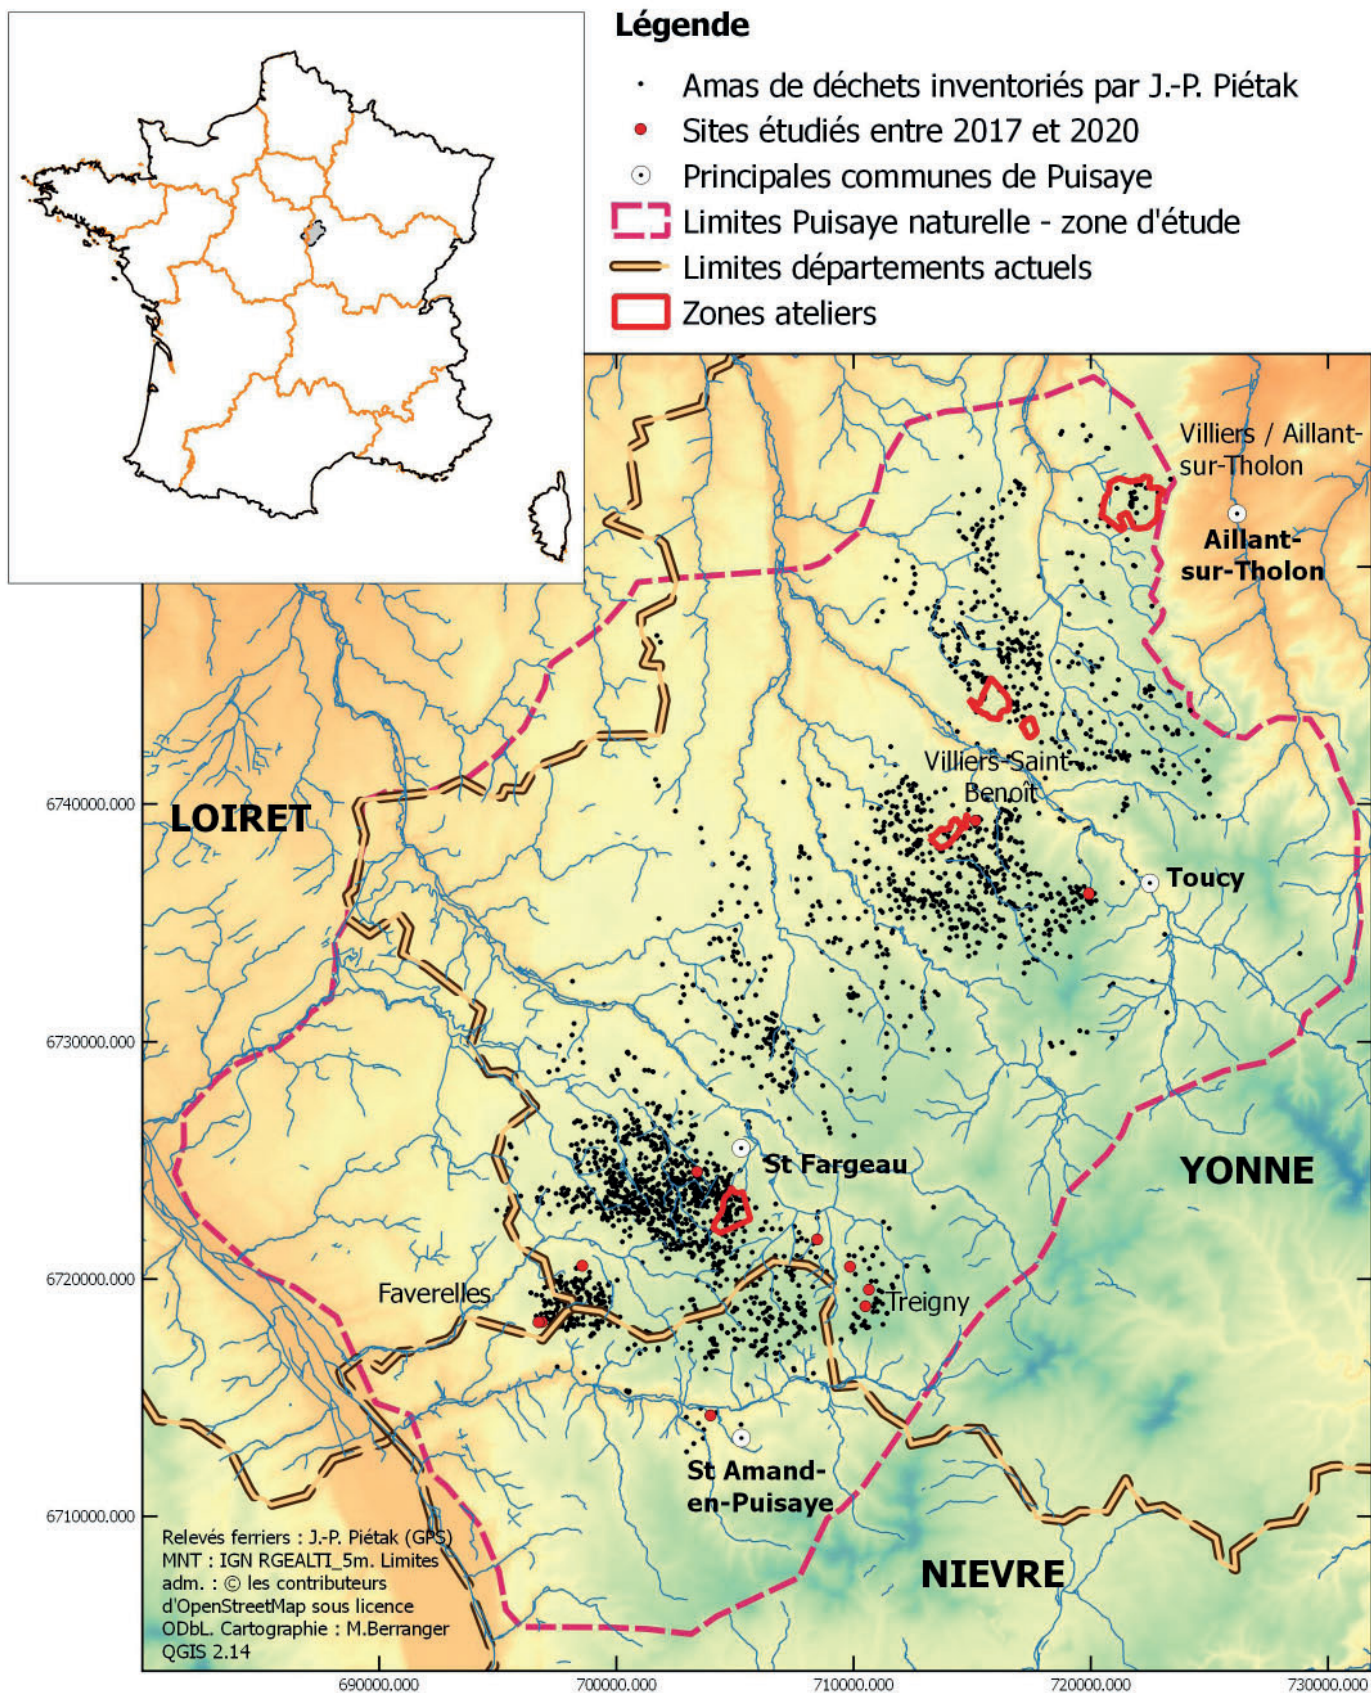 Légende
Amas de déchets inventoriés par J.-P. Piétak
Sites étudiés entre 2017 et 2020
Principales communes de Puisaye
Limites Puisaye naturelle - zone d'étude
Limites départements actuels
Zones ateliers
Villiers / Aillant-
sur-Tholon
Aillant-
sur-Tholon
Villiers-Saint-
Benoît
6740000.000
LOIRET
Toucy
6730000.000
St Fargeau
YONNE
6720000.000
Faverelles
Treigny
St Amand-
en-Puisaye
6710000.000
NIEVRE
Relevés ferriers : J.-P. Piétak (GPS)
MNT : IGN RGEALTI_5m. Limites
adm. : © les contributeurs
d'OpenStreetMap sous licence
ODbL. Cartographie : M.Berranger
QGIS 2.14
690000.000
700000.000
710000.000
720000.000
730000.000